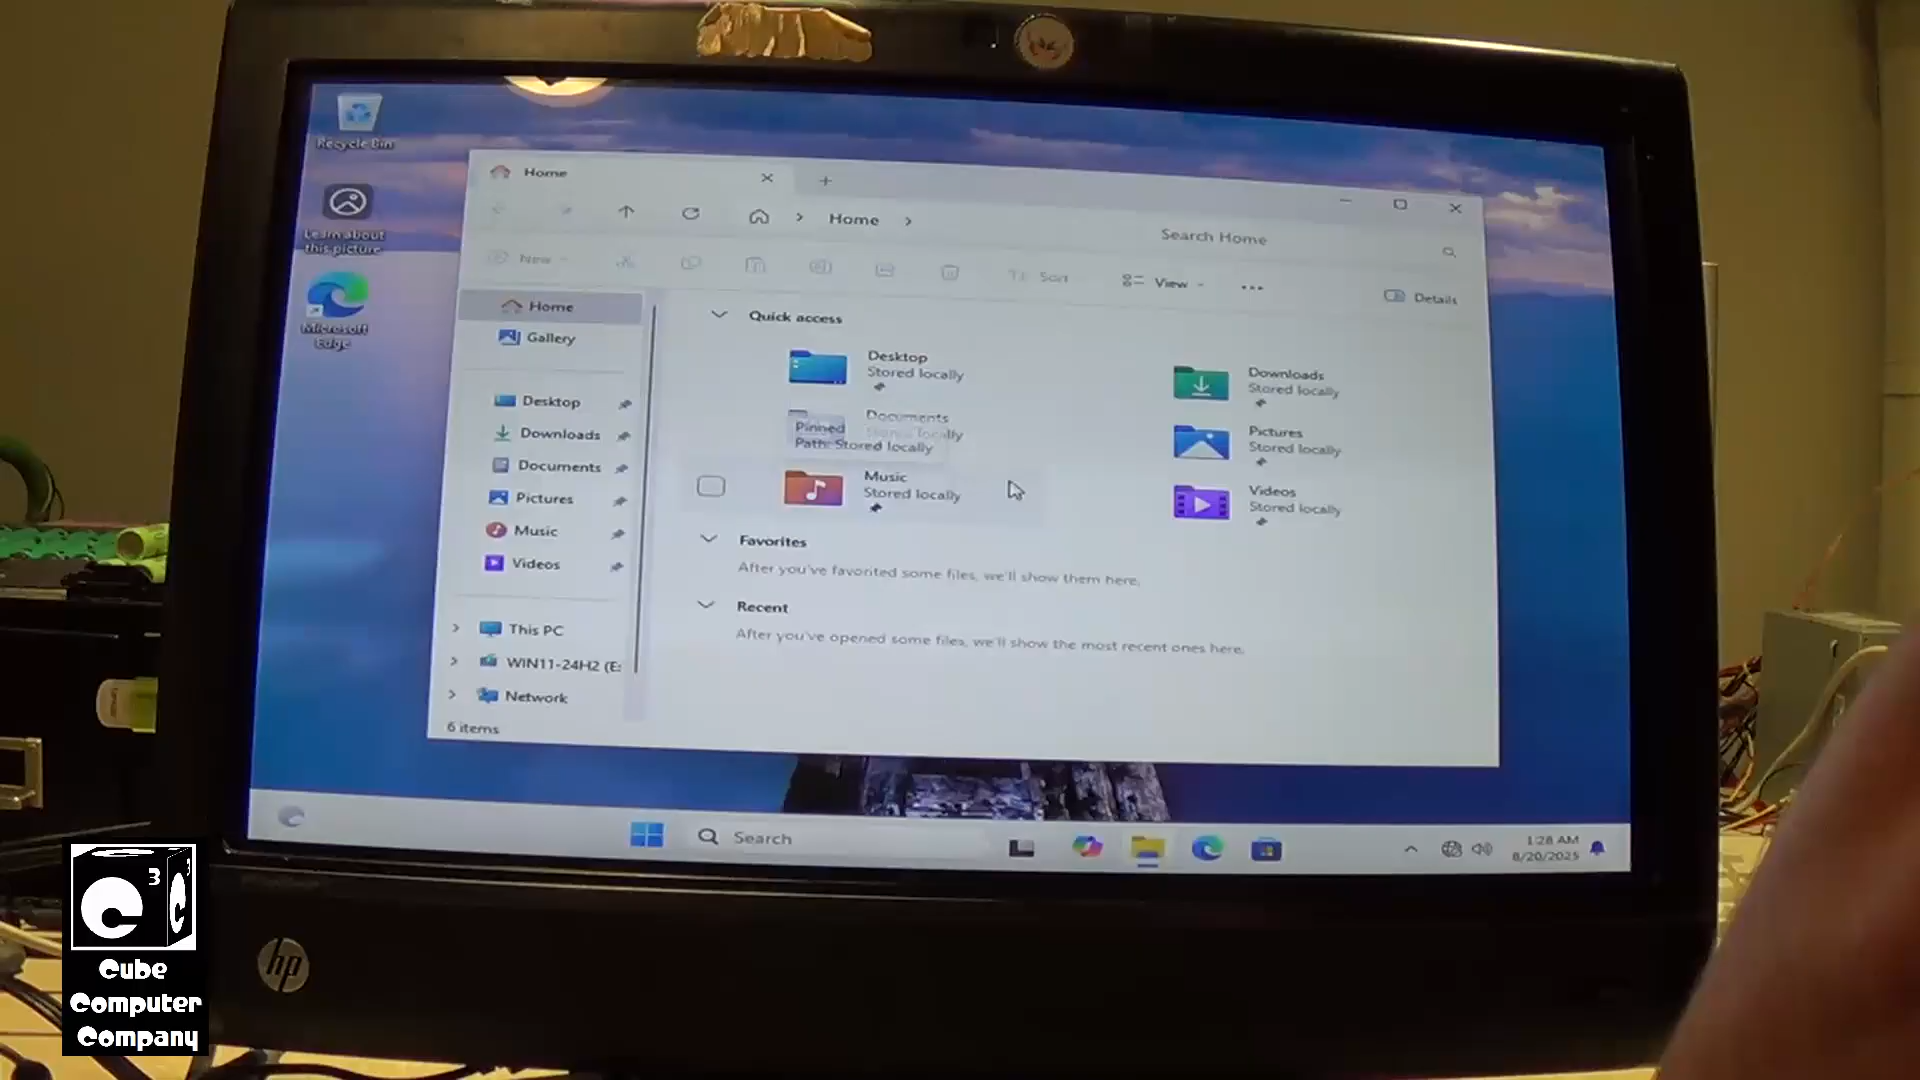 Recycle Bin
Learn about
this picture
Microsoft
Edge
Home
Home
Search Home
New
Sort
View
Details
Home
Gallery
Desktop
Downloads
Documents
Pictures
Music
Videos
This PC
WIN11-24H2 (E:
Network
6 items
Quick access
Desktop
Stored locally
Downloads
Stored locally
Documents
Stored locally
Pinned
Path: Stored locally
Pictures
Stored locally
Music
Stored locally
Videos
Stored locally
Favorites
After you've favorited some files, we'll show them here.
Recent
After you've opened some files, we'll show the most recent ones here.
Search
1:28 AM
8/20/2025
hp
C3 C3
Cube
Computer
Company